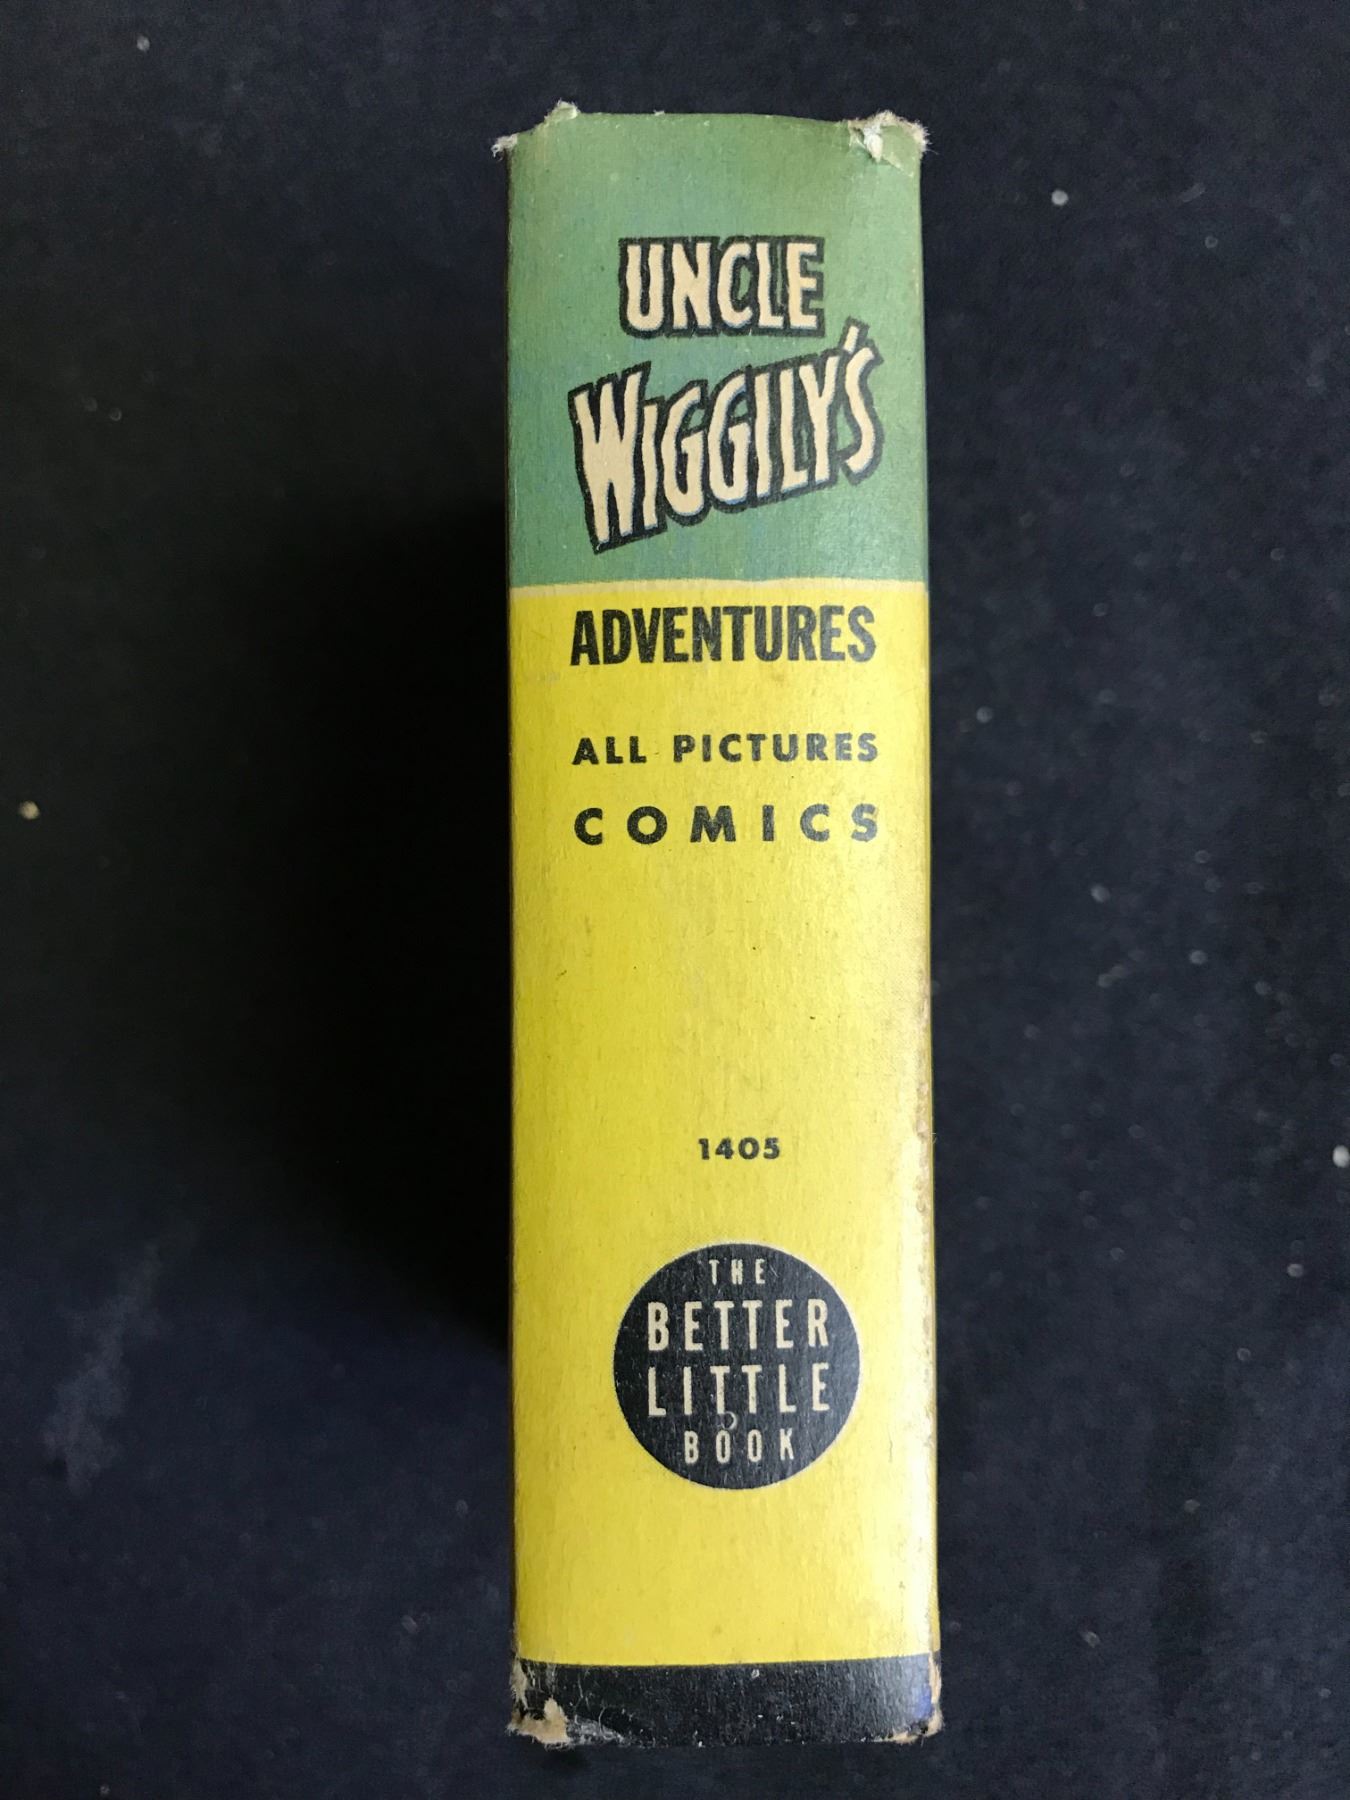 UNCLE
WIGGILY'S
ADVENTURES
ALL PICTURES
COMICS
1405
THE
BETTER
LITTLE
BOOK